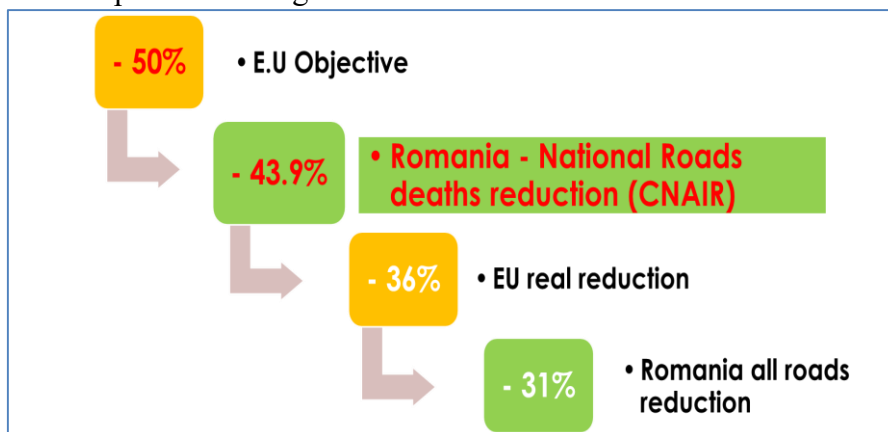 - 50%
• E.U Objective
- 43.9%
• Romania - National Roads
deaths reduction (CNAIR)
- 36%
• EU real reduction
- 31%
• Romania all roads
reduction